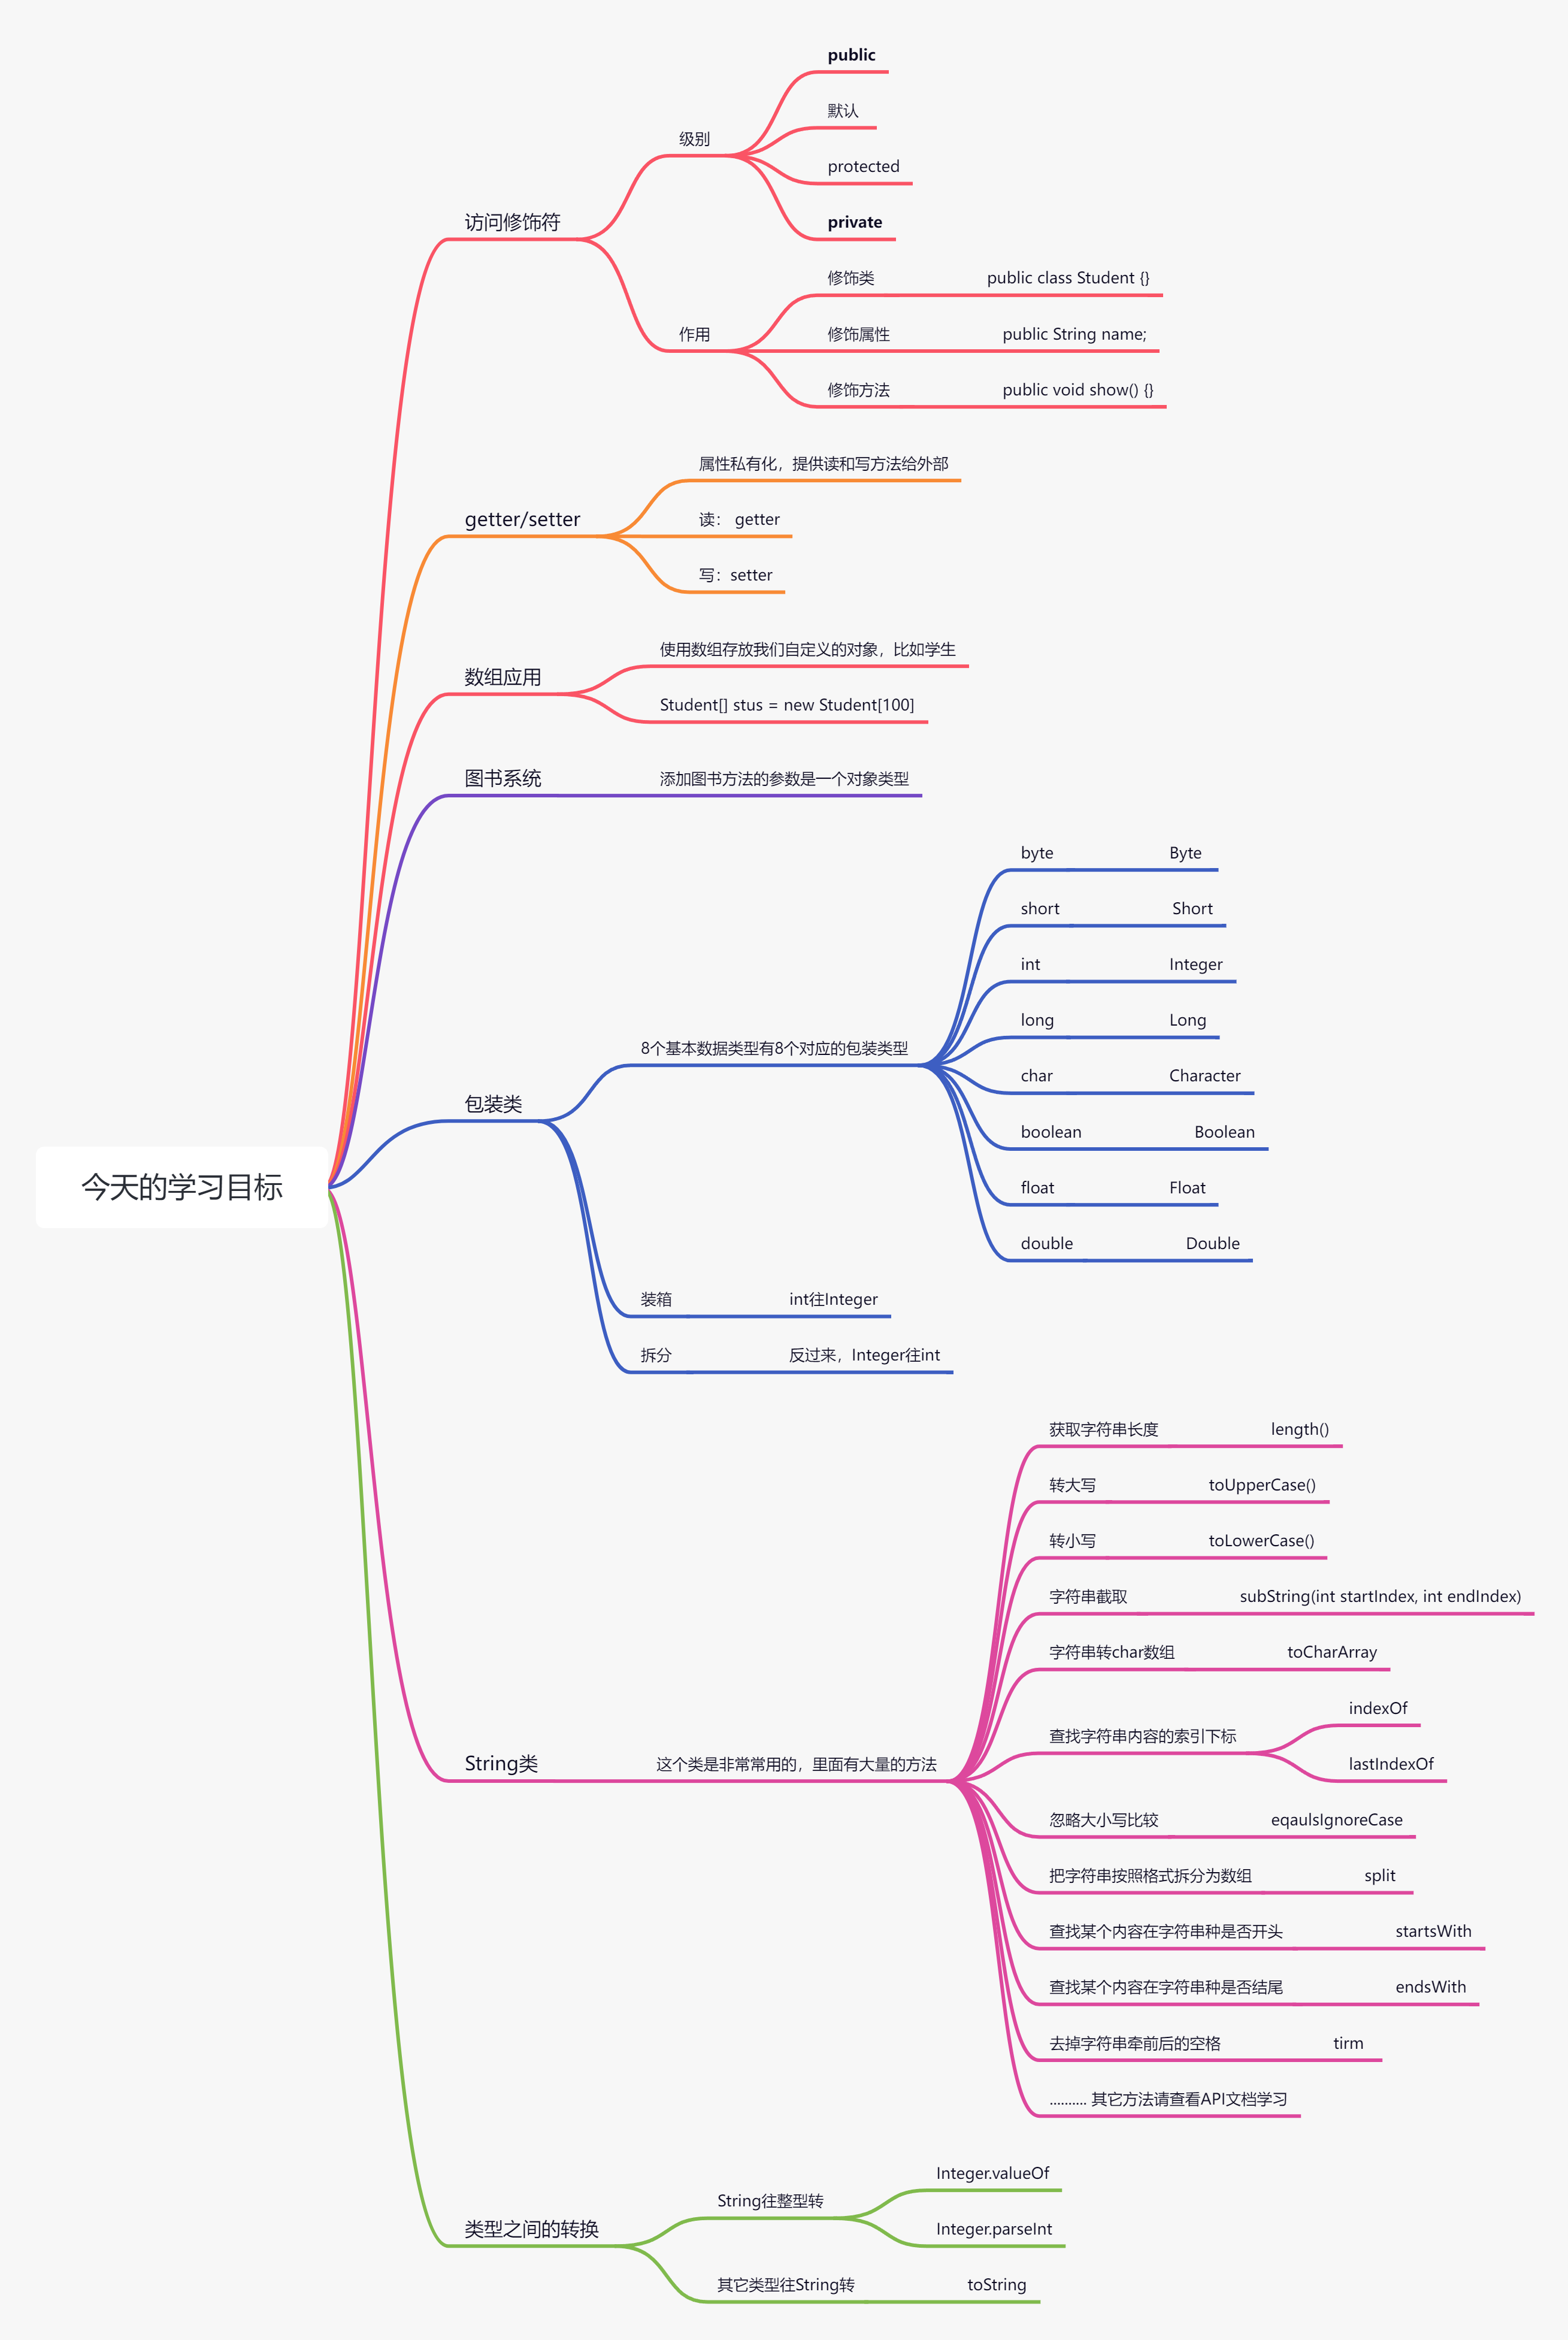 今天的学习目标
访问修饰符
级别
public
默认
protected
private
作用
修饰类
public class Student {}
修饰属性
public String name;
修饰方法
public void show() {}
getter/setter
属性私有化，提供读和写方法给外部
读： getter
写：setter
数组应用
使用数组存放我们自定义的对象，比如学生
Student[] stus = new Student[100]
图书系统
添加图书方法的参数是一个对象类型
包装类
8个基本数据类型有8个对应的包装类型
byte
Byte
short
Short
int
Integer
long
Long
char
Character
boolean
Boolean
float
Float
double
Double
装箱
int往Integer
拆分
反过来，Integer往int
String类
这个类是非常常用的，里面有大量的方法
获取字符串长度
length()
转大写
toUpperCase()
转小写
toLowerCase()
字符串截取
subString(int startIndex, int endIndex)
字符串转char数组
toCharArray
查找字符串内容的索引下标
indexOf
lastIndexOf
忽略大小写比较
eqaulsIgnoreCase
把字符串按照格式拆分为数组
split
查找某个内容在字符串种是否开头
startsWith
查找某个内容在字符串种是否结尾
endsWith
去掉字符串牵前后的空格
tirm
.......... 其它方法请查看API文档学习
类型之间的转换
String往整型转
Integer.valueOf
Integer.parseInt
其它类型往String转
toString